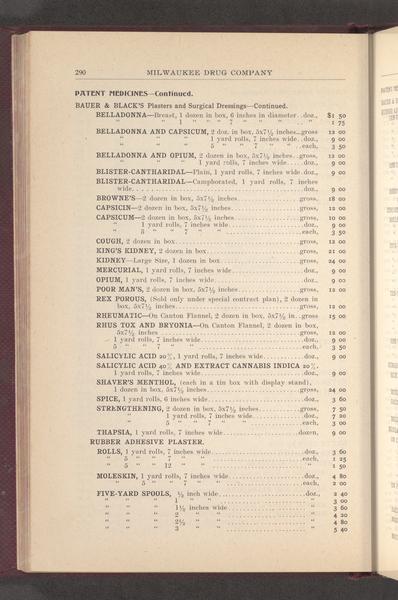 290 MILWAUKEE DRUG COMPANY
PATENT MEDICINES—Continued.
BAUER & BLACK'S Plasters and Surgical Dressings—Continued.
BELLADONNA—Breast, 1 dozen in box, 6 inches in diameter..doz., $1 50
" " 1 " " " 7 " " " .. " 1 75
BELLADONNA AND CAPSICUM, 2 doz. in box, 5x7½ inches..gross 12 00
" " " 1 yard rolls, 7 inches wide..doz., 9 00
" " " 5 " " 7 " " ..each, 3 50
BELLADONNA AND OPIUM, 2 dozen in box, 5x7½ inches..gross, 12 00
" " " 1 yard rolls, 7 inches wide..doz., 9 00
BLISTER-CANTHARIDAL—Plain, 1 yard rolls, 7 inches wide.doz., 9 00
BLISTER-CANTHARIDAL—Camphorated, 1 yard rolls, 7 inches
wide..........doz., 9 00
BROWNE'S—2 dozen in box, 5x7½ inches..........gross, 18 00
CAPSICIN—2 dozen in box, 5x7½ inches..........gross, 12 00
CAPSICUM—2 dozen in box, 5x7½ inches..........gross, 10 00
" 1 yard rolls, 7 inches wide..........doz., 9 00
" 5 " " 7 " " ..........each, 3 50
COUGH, 2 dozen in box..........gross, 12 00
KING'S KIDNEY, 2 dozen in box..........gross, 21 00
KIDNEY—Large Size, 1 dozen in box..........gross, 24 00
MERCURIAL, 1 yard rolls, 7 inches wide..........doz., 9 00
OPIUM, 1 yard rolls, 7 inches wide..........doz., 9 00
POOR MAN'S, 2 dozen in box, 5x7½ inches..........gross, 12 00
REX POROUS, (Sold only under special contract plan), 2 dozen in
box, 5x7½ inches..........gross, 12 00
RHEUMATIC—On Canton Flannel, 2 dozen in box, 5x7½ in..gross 15 00
RHUS TOX AND BRYONIA—On Canton Flannel, 2 dozen in box,
5x7½ inches..........gross, 12 00
1 yard rolls, 7 inches wide..........doz., 9 00
5 " " 7 " " ..........each, 3 50
SALICYLIC ACID 20%, 1 yard rolls, 7 inches wide..........doz., 9 00
SALICYLIC ACID 40% AND EXTRACT CANNABIS INDICA 20%,
1 yard rolls, 7 inches wide..........doz., 9 00
SHAVER'S MENTHOL, (each in a tin box with display stand),
1 dozen in box, 5x7½ inches..........gross, 24 00
SPICE, 1 yard rolls, 6 inches wide..........doz., 3 60
STRENGTHENING, 2 dozen in box, 5x7½ inches..........gross, 7 50
" 1 yard rolls, 7 inches wide..........doz., 7 20
" 5 " " 7 " " ..........each, 3 00
THAPSIA, 1 yard rolls, 7 inches wide..........dozen, 9 00
RUBBER ADHESIVE PLASTER.
ROLLS, 1 yard rolls, 7 inches wide..........doz., 3 60
" 5 " " 7 " " ..........each, 1 25
" 5 " " 12 " " .......... " 1 50
MOLESKIN, 1 yard rolls, 7 inches wide..........doz., 4 80
" 5 " " 7 " " ..........each, 2 00
FIVE-YARD SPOOLS, ½ inch wide..........doz., 2 40
" " " 1 " " .......... " 3 00
" " " 1½ inches wide.......... " 3 60
" " " 2 " " .......... " 4 20
" " " 2½ " " .......... " 4 80
" " " 3 " " .......... " 5 40